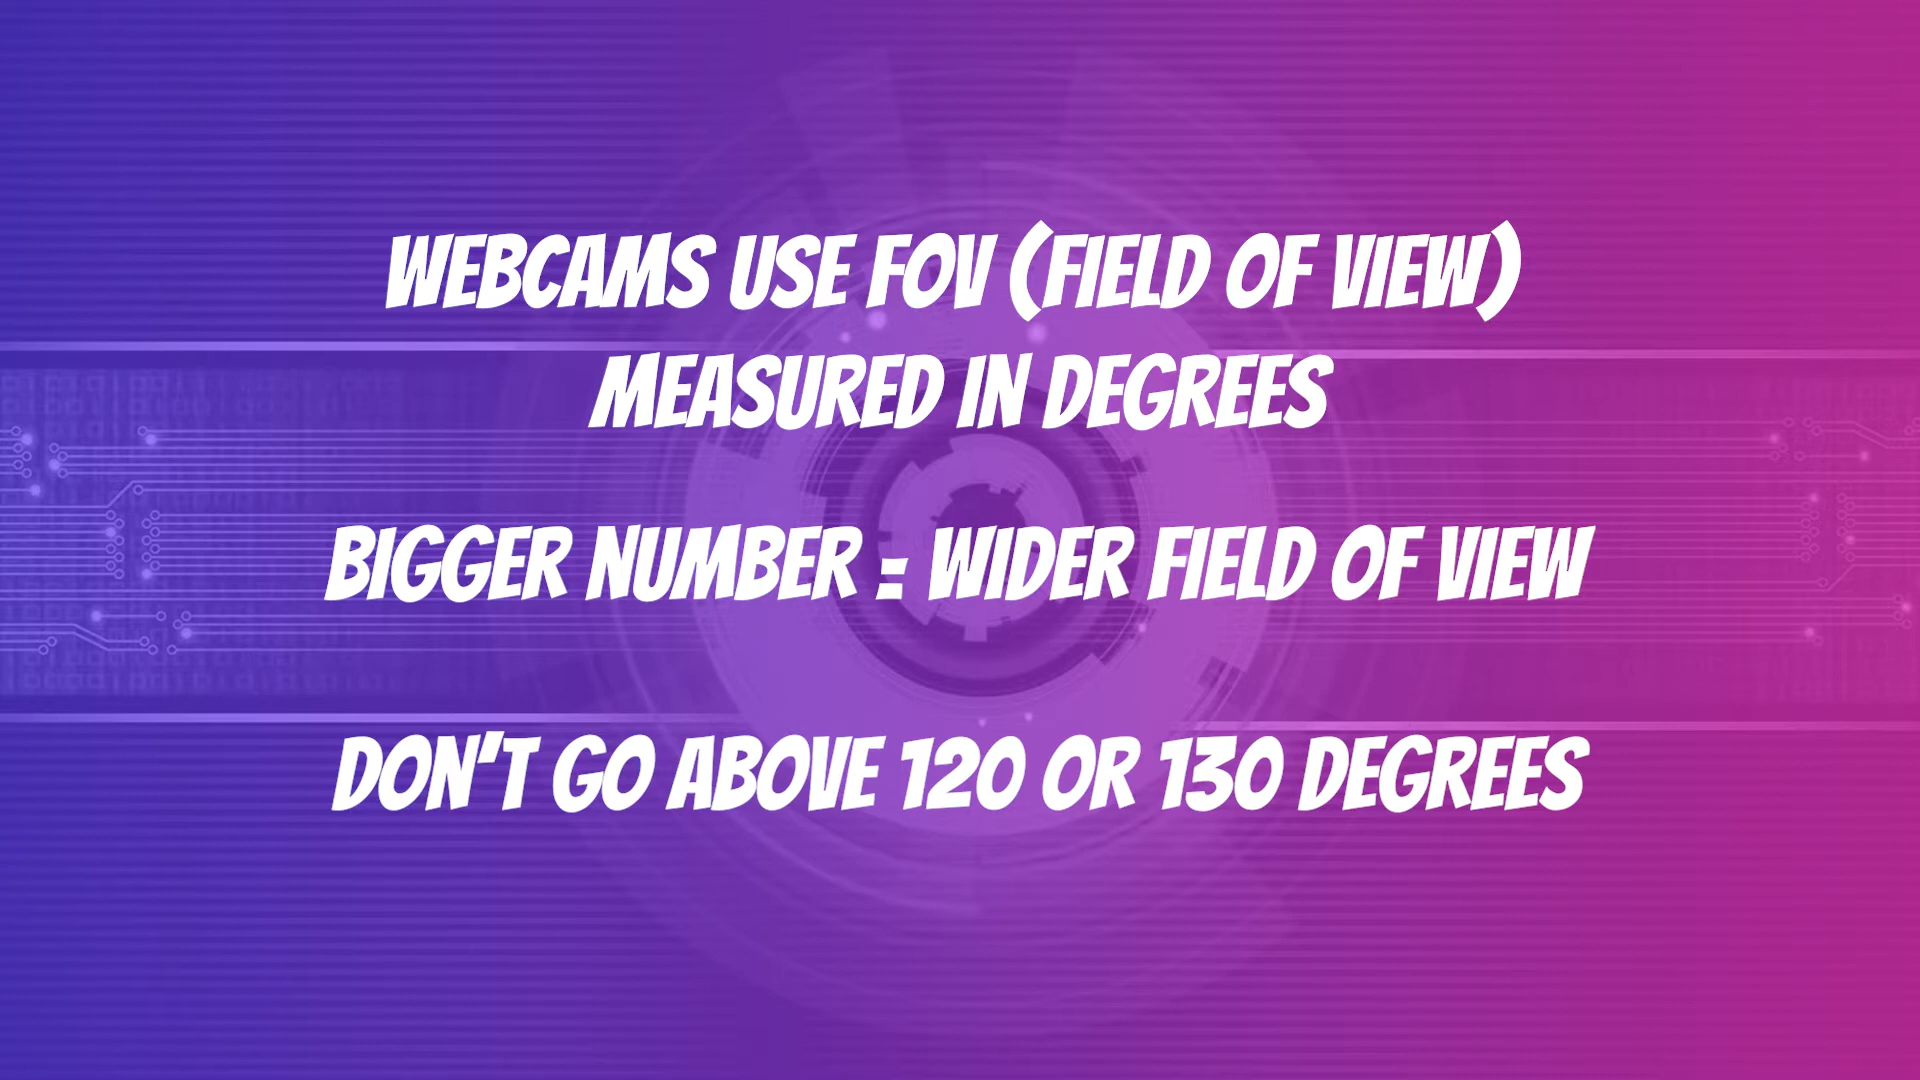 WEBCAMS USE FOV (FIELD OF VIEW)
MEASURED IN DEGREES
BIGGER NUMBER = WIDER FIELD OF VIEW
DON'T GO ABOVE 120 OR 130 DEGREES